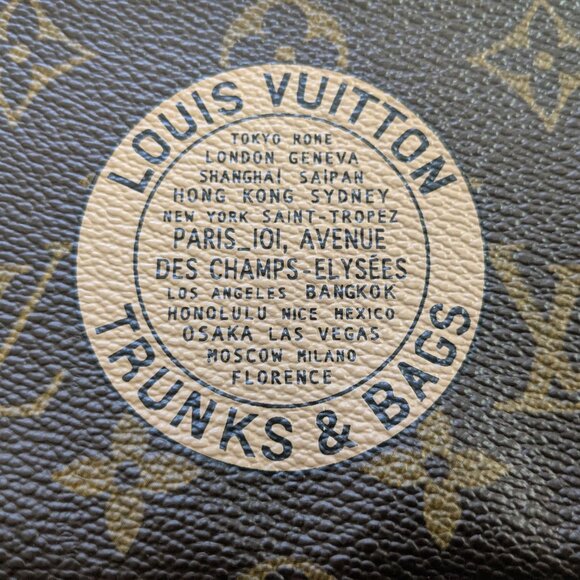 LOUIS VUITTON
TOKYO ROME
LONDON GENEVA
SHANGHAI SAIPAN
HONG KONG SYDNEY
NEW YORK SAINT-TROPEZ
PARIS_101, AVENUE
DES CHAMPS-ELYSÉES
LOS ANGELES BANGKOK
HONOLULU NICE MEXICO
OSAKA LAS VEGAS
MOSCOW MILANO
FLORENCE
TRUNKS & BAGS